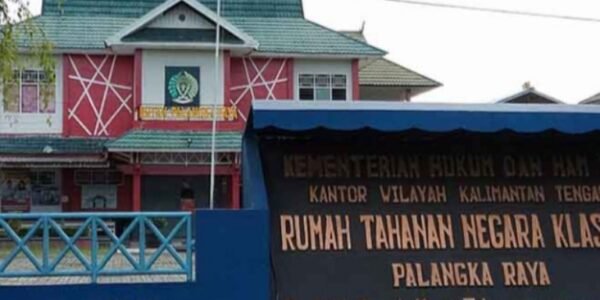 KEMENTERIAN HUKUM DAN HAM
KANTOR WILAYAH KALIMANTAN TENGA
RUMAH TAHANAN NEGARA KLAS
PALANGKA RAYA